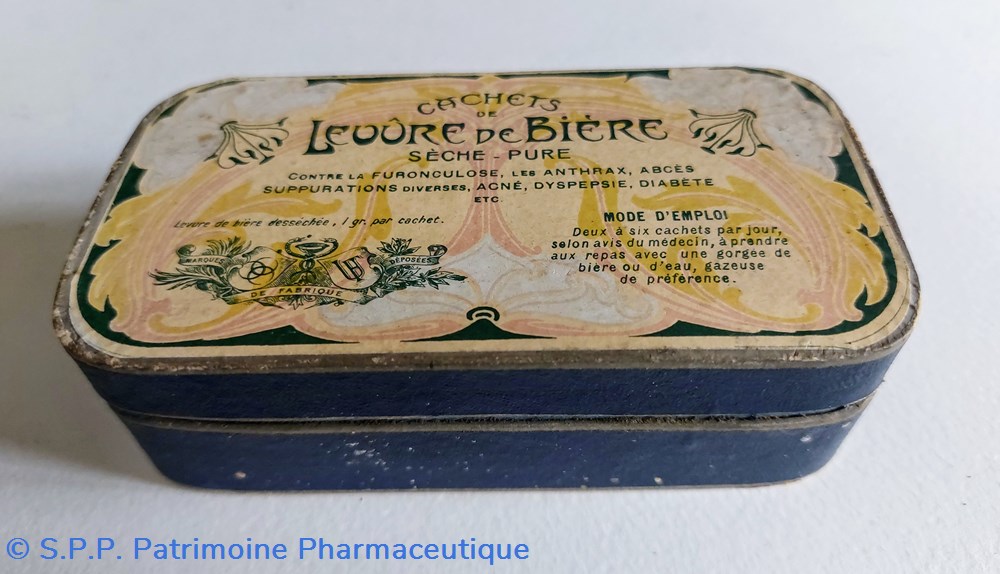 CACHETS
DE
LEVÛRE DE BIÈRE
SÈCHE - PURE
CONTRE LA FURONCULOSE, LES ANTHRAX, ABCÈS
SUPPURATIONS DIVERSES, ACNÉ, DYSPEPSIE, DIABÈTE
ETC.
Levure de bière desséchée, 1 gr. par cachet.
MARQUES DÉPOSÉES
DE FABRIQUE
MODE D'EMPLOI
Deux à six cachets par jour,
selon avis du médecin, à prendre
aux repas avec une gorgée de
bière ou d'eau, gazeuse
de préférence.
© S.P.P. Patrimoine Pharmaceutique